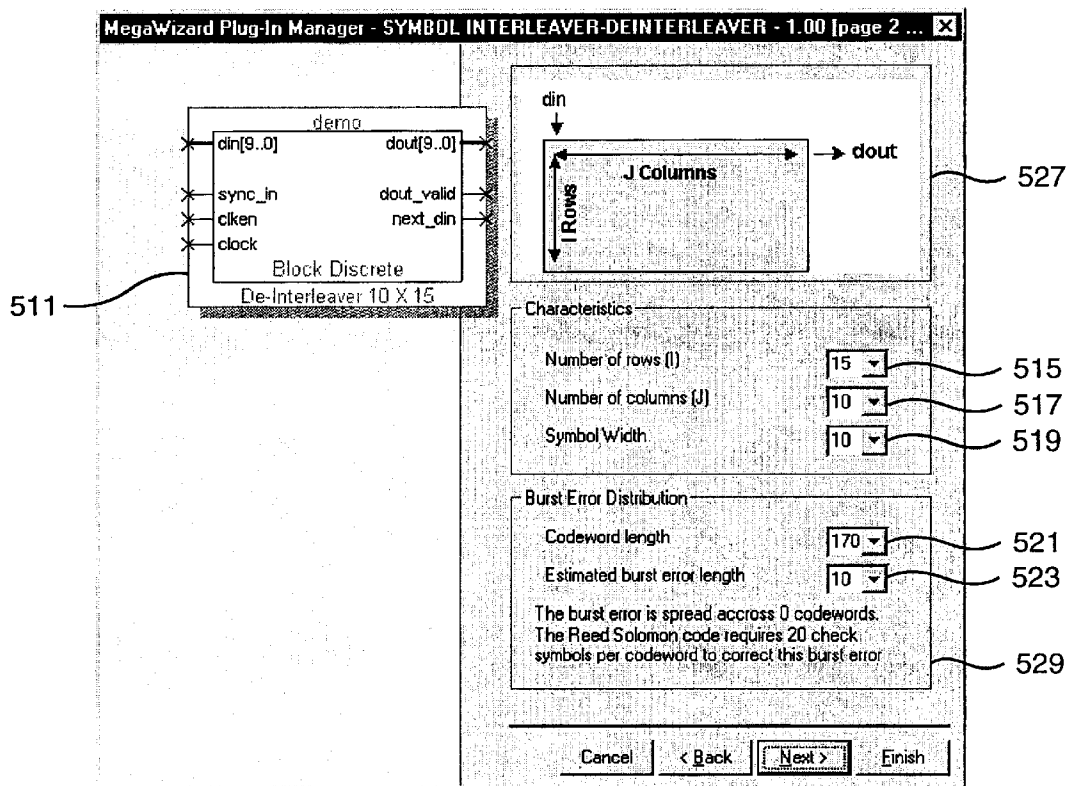 MegaWizard Plug-In Manager - SYMBOL INTERLEAVER-DEINTERLEAVER - 1.00 [page 2 ...
demo
din[9..0] dout[9..0]
sync_in dout_valid
clken next_din
clock
Block Discrete
De-Interleaver 10 X 15
511
din
dout
J Columns
I Rows
527
Characteristics
Number of rows (I) 15 515
Number of columns (J) 10 517
Symbol Width 10 519
Burst Error Distribution
Codeword length 170 521
Estimated burst error length 10 523
The burst error is spread accross 0 codewords.
The Reed Solomon code requires 20 check
symbols per codeword to correct this burst error
529
Cancel < Back Next > Finish